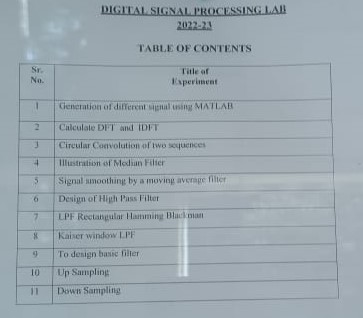 DIGITAL SIGNAL PROCESSING LAB
2022-23
TABLE OF CONTENTS
Sr. No. Title of Experiment
1 Generation of different signal using MATLAB
2 Calculate DFT and IDFT
3 Circular Convolution of two sequences
4 Illustration of Median Filter
5 Signal smoothing by a moving average filter
6 Design of High Pass Filter
7 LPF Rectangular Hamming Blackman
8 Kaiser window LPF
9 To design basic filter
10 Up Sampling
11 Down Sampling